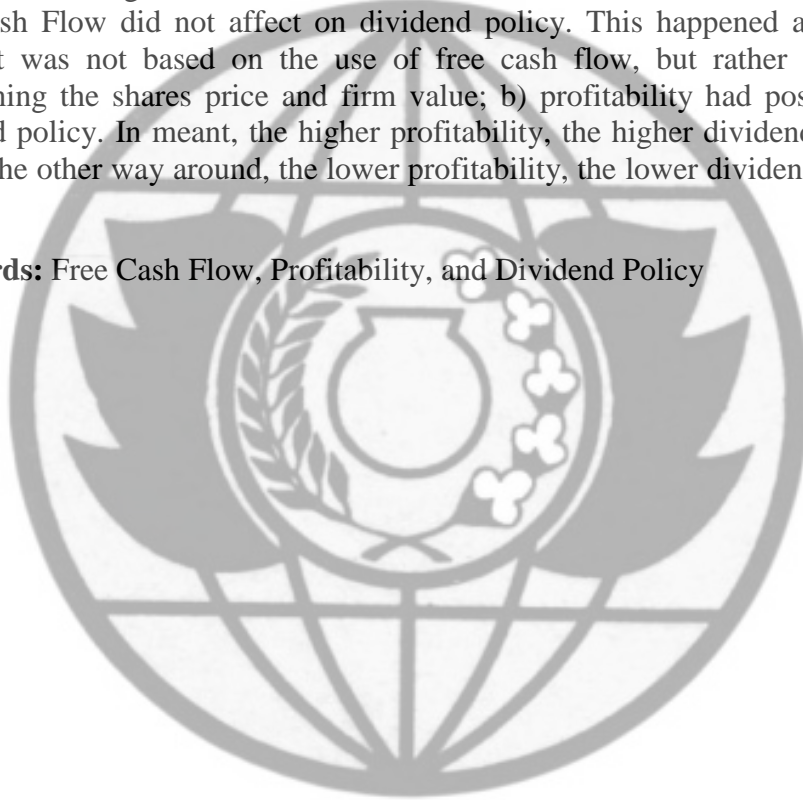 sh Flow did not affect on dividend policy. This happened a
t was not based on the use of free cash flow, but rather
ning the shares price and firm value; b) profitability had pos
d policy. In meant, the higher profitability, the higher dividen
he other way around, the lower profitability, the lower dividen
rds: Free Cash Flow, Profitability, and Dividend Policy